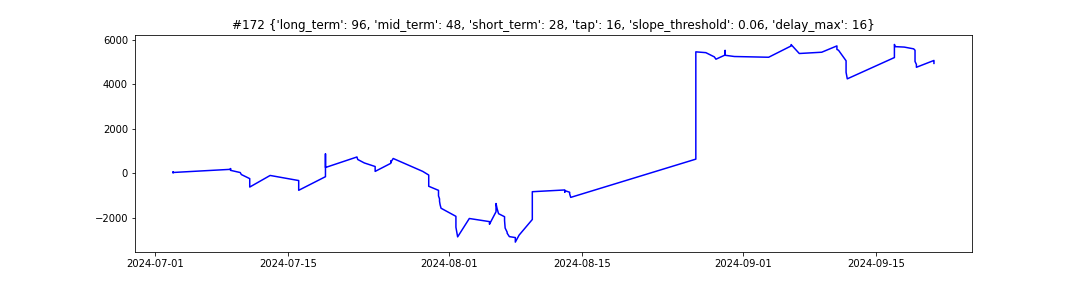 #172 {'long_term': 96, 'mid_term': 48, 'short_term': 28, 'tap': 16, 'slope_threshold': 0.06, 'delay_max': 16}
6000
4000
2000
0
−2000
2024-07-01 2024-07-15 2024-08-01 2024-08-15 2024-09-01 2024-09-15